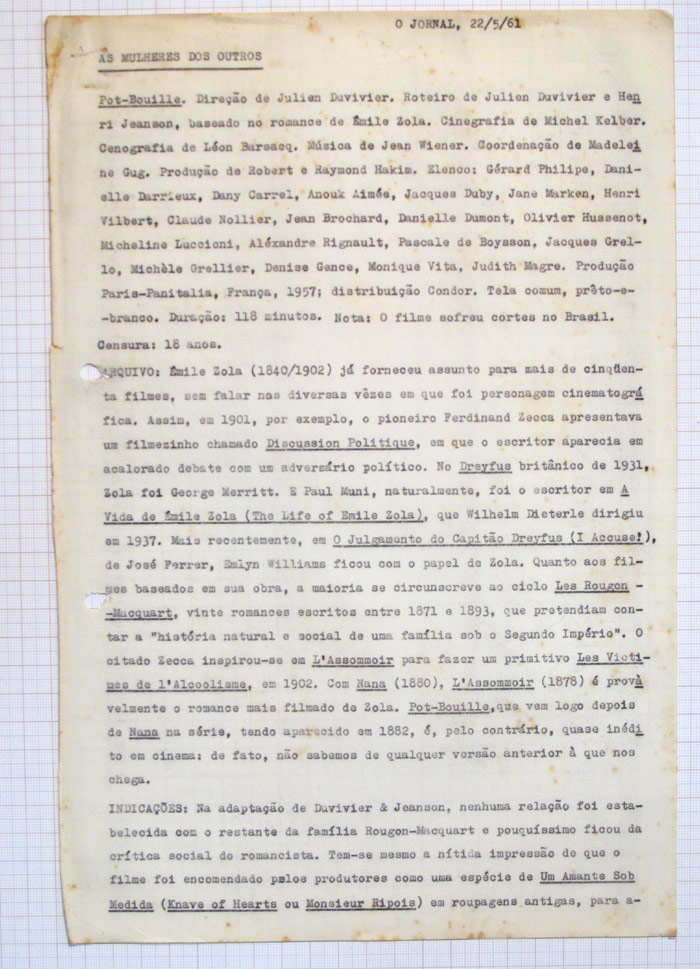 O JORNAL, 22/5/61
AS MULHERES DOS OUTROS
Pot-Bouille. Direção de Julien Duvivier. Roteiro de Julien Duvivier e Hen
ri Jeanson, baseado no romance de Émile Zola. Cinegrafia de Michel Kelber.
Cenografia de Léon Barsacq. Música de Jean Wiener. Coordenação de Madelei
ne Gug. Produção de Robert e Raymond Hakim. Elenco: Gérard Philipe, Dani-
elle Darrieux, Dany Carrel, Anouk Aimée, Jacques Duby, Jane Marken, Henri
Vilbert, Claude Nollier, Jean Brochard, Danielle Dumont, Olivier Hussenot,
Micheline Luccioni, Aléxandre Rignault, Pascale de Boysson, Jacques Grel-
lo, Michèle Grellier, Denise Gence, Monique Vita, Judith Magre. Produção
Paris-Panitalia, França, 1957; distribuição Condor. Tela comum, prêto-e-
-branco. Duração: 118 minutos. Nota: O filme sofreu cortes no Brasil.
Censura: 18 anos.
ARQUIVO: Émile Zola (1840/1902) já forneceu assunto para mais de cinqüen-
ta filmes, sem falar nas diversas vêzes em que foi personagem cinematográ
fica. Assim, em 1901, por exemplo, o pioneiro Ferdinand Zecca apresentava
um filmezinho chamado Discussion Politique, em que o escritor aparecia em
acalorado debate com um adversário político. No Dreyfus britânico de 1931,
Zola foi George Merritt. E Paul Muni, naturalmente, foi o escritor em A
Vida de Émile Zola (The Life of Emile Zola), que Wilhelm Dieterle dirigiu
em 1937. Mais recentemente, em O Julgamento do Capitão Dreyfus (I Accuse!),
de José Ferrer, Emlyn Williams ficou com o papel de Zola. Quanto aos fil-
mes baseados em sua obra, a maioria se circunscreve ao ciclo Les Rougon -
-Macquart, vinte romances escritos entre 1871 e 1893, que pretendiam con-
tar a "história natural e social de uma família sob o Segundo Império". O
citado Zecca inspirou-se em L'Assommoir para fazer um primitivo Les Victi-
mes de l'Alcoolisme, em 1902. Com Nana (1880), L'Assommoir (1878) é provà
velmente o romance mais filmado de Zola. Pot-Bouille,que vem logo depois
de Nana na série, tendo aparecido em 1882, é, pelo contrário, quase inédi
to em cinema: de fato, não sabemos de qualquer versão anterior à que nos
chega.
INDICAÇÕES: Na adaptação de Duvivier & Jeanson, nenhuma relação foi esta-
belecida com o restante da família Rougon-Macquart e pouquíssimo ficou da
crítica social do romancista. Tem-se mesmo a nítida impressão de que o
filme foi encomendado pelos produtores como uma espécie de Um Amante Sob
Medida (Knave of Hearts ou Monsieur Ripois) em roupagens antigas, para a-